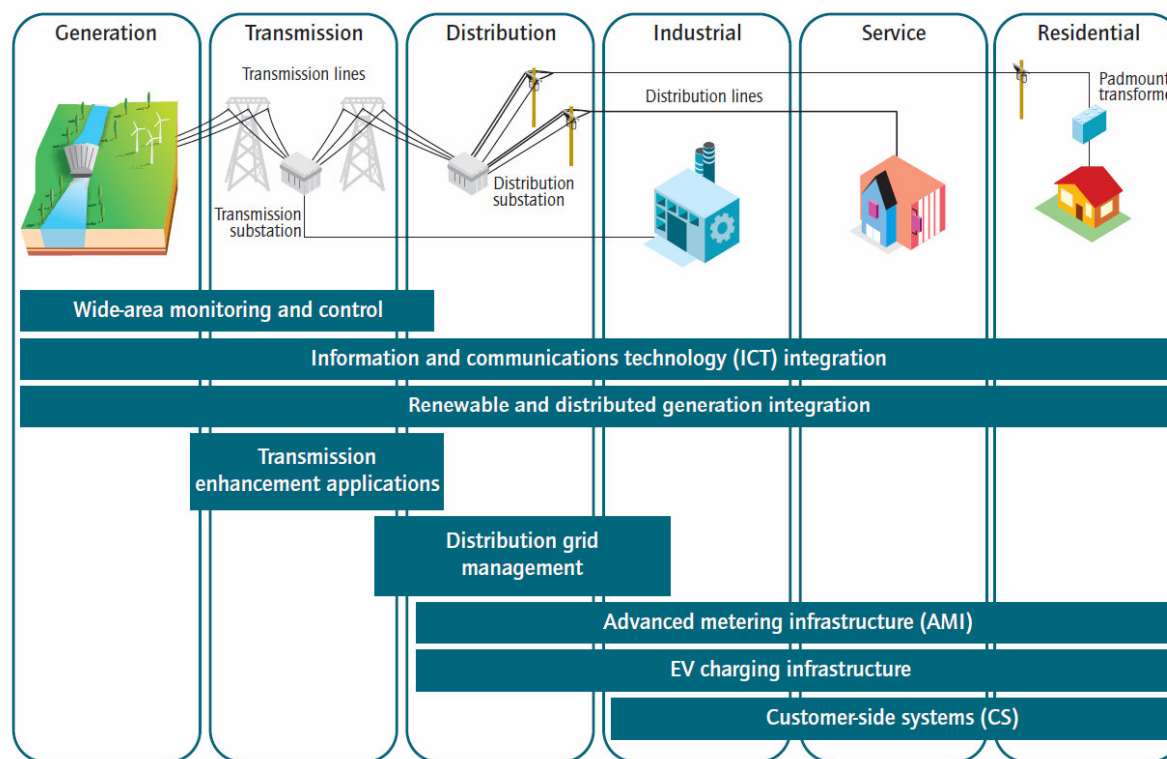 Generation
Transmission
Distribution
Industrial
Service
Residential
Transmission lines
Distribution lines
Padmount
transforme
Transmission
substation
Distribution
substation
Wide-area monitoring and control
Information and communications technology (ICT) integration
Renewable and distributed generation integration
Transmission
enhancement applications
Distribution grid
management
Advanced metering infrastructure (AMI)
EV charging infrastructure
Customer-side systems (CS)